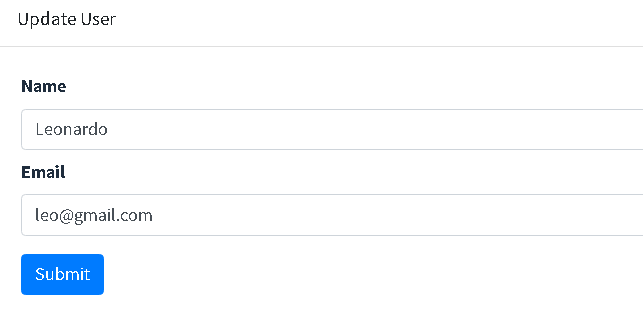 Update User
Name
Leonardo
Email
leo@gmail.com
Submit